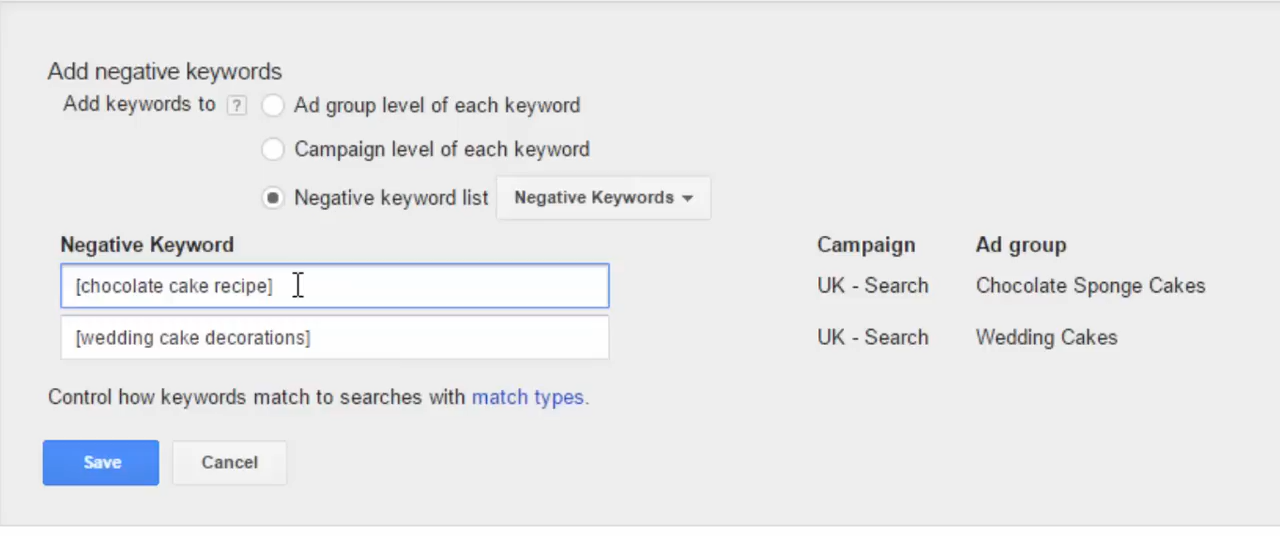 Add negative keywords
Add keywords to ? Ad group level of each keyword
Campaign level of each keyword
Negative keyword list Negative Keywords
Negative Keyword Campaign Ad group
[chocolate cake recipe] UK - Search Chocolate Sponge Cakes
[wedding cake decorations] UK - Search Wedding Cakes
Control how keywords match to searches with match types.
Save Cancel